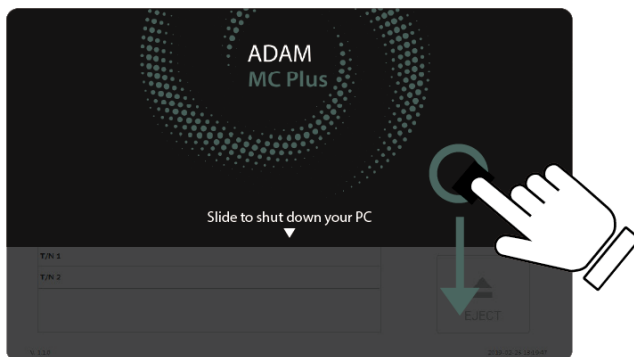 ADAM
MC Plus
Slide to shut down your PC
T/N 1
T/N 2
EJECT